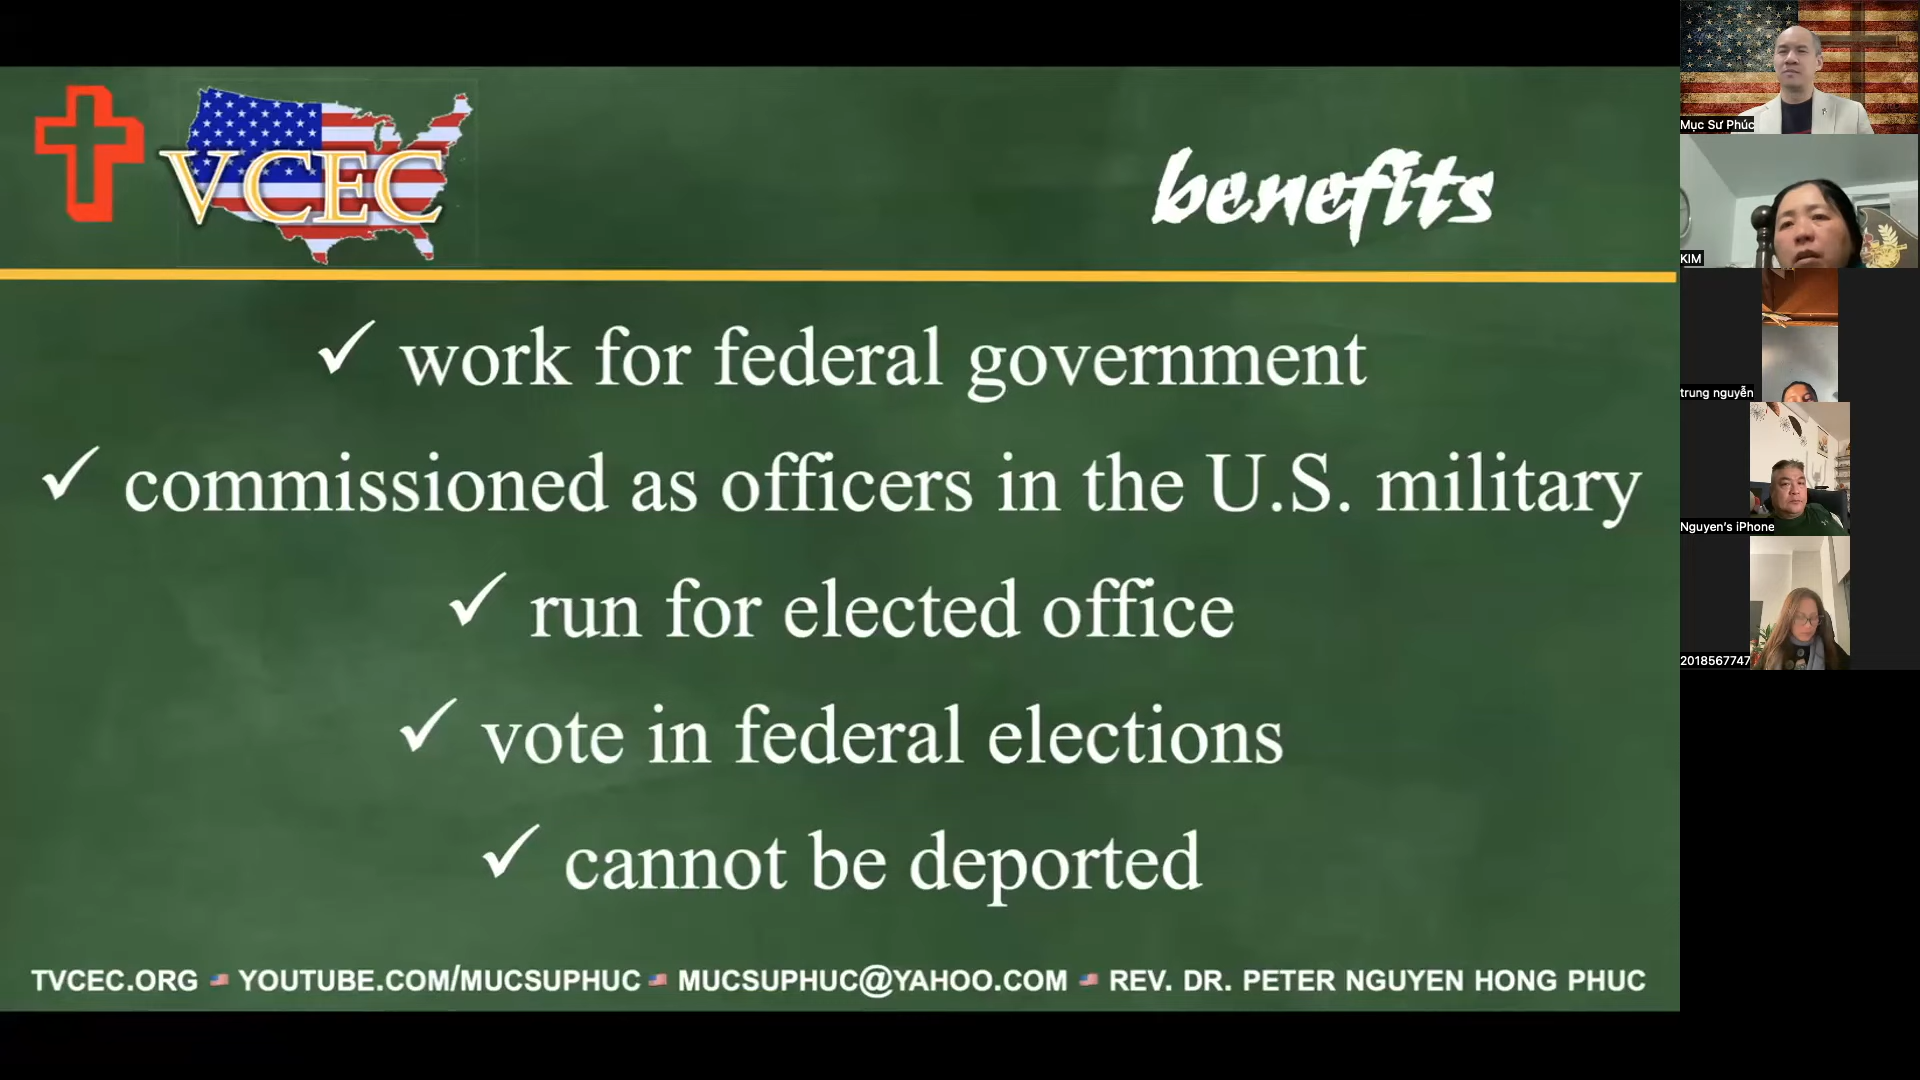 VCEC
benefits
✓ work for federal government
✓ commissioned as officers in the U.S. military
✓ run for elected office
✓ vote in federal elections
✓ cannot be deported
TVCEC.ORG YOUTUBE.COM/MUCSUPHUC MUCSUPHUC@YAHOO.COM REV. DR. PETER NGUYEN HONG PHUC
Mục Sư Phúc
KIM
trung nguyễn
Nguyen's iPhone
2018567747